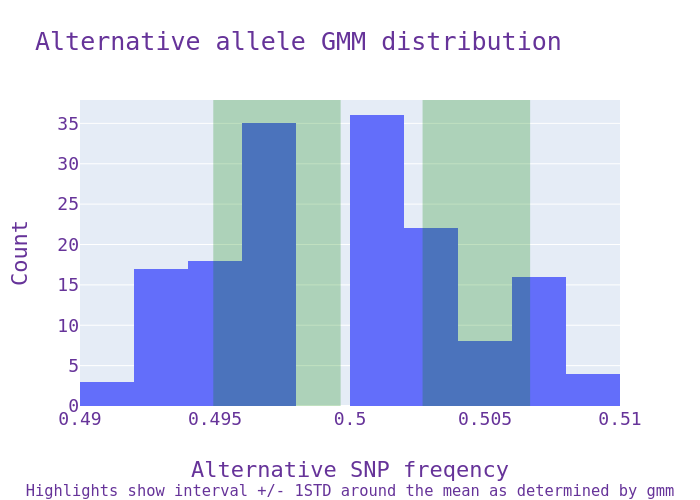 Alternative allele GMM distribution
35
30
25
20
15
10
5
0
Count
0.49 0.495 0.5 0.505 0.51
Alternative SNP freqency
Highlights show interval +/- 1STD around the mean as determined by gmm